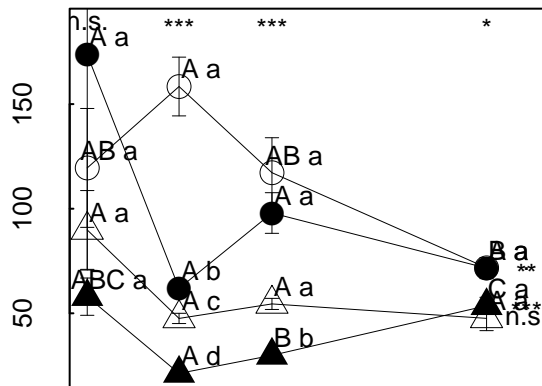 n.s. *** *** *
A a
A a
150
AB a
AB a
A a
A a
100
B a
**
ABC a
A b
C a
A c
A a
A a
***
n.s
50
B b
A d